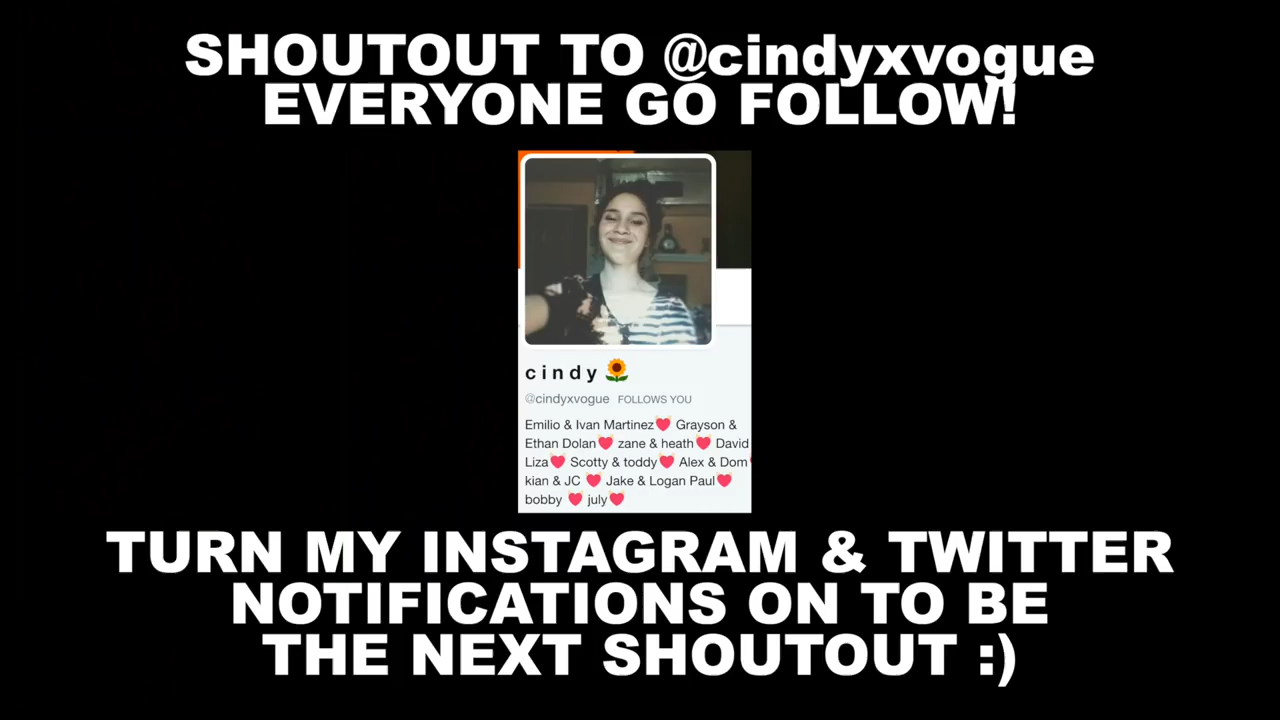 SHOUTOUT TO @cindyxvogue
EVERYONE GO FOLLOW!
cindy🌻
@cindyxvogue FOLLOWS YOU
Emilio & Ivan Martinez💓 Grayson &
Ethan Dolan💓 zane & heath💓 David
Liza💓 Scotty & toddy💓 Alex & Dom
kian & JC 💓 Jake & Logan Paul💓
bobby 💓 july💓
TURN MY INSTAGRAM & TWITTER
NOTIFICATIONS ON TO BE
THE NEXT SHOUTOUT :)